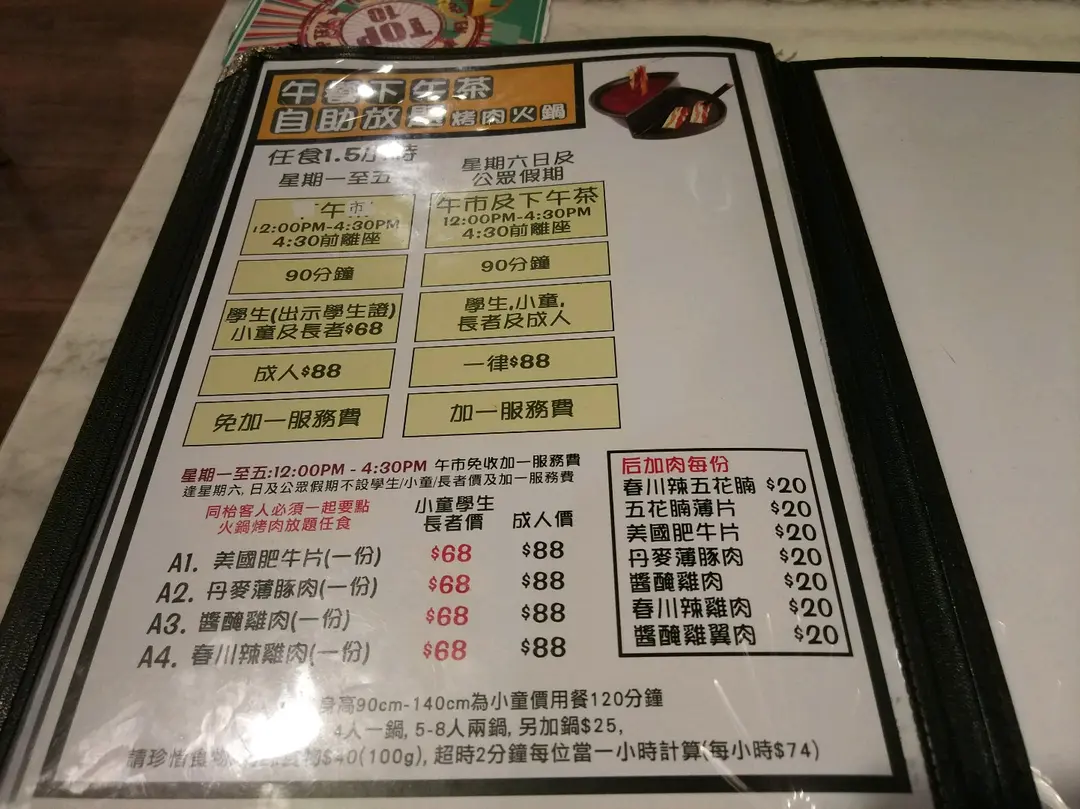 TOP
10
午餐下午茶
自助放題烤肉火鍋
任食1.5小時
星期一至五
星期六日及
公眾假期
午市
12:00PM-4:30PM
4:30前離座
午市及下午茶
12:00PM-4:30PM
4:30前離座
90分鐘
90分鐘
學生(出示學生證)
小童及長者$68
學生,小童,
長者及成人
成人$88
一律$88
免加一服務費
加一服務費
星期一至五:12:00PM - 4:30PM 午市免收加一服務費
逢星期六,日及公眾假期不設學生/小童/長者價及加一服務費
同枱客人必須一起要點
火鍋烤肉放題任食
小童學生
長者價
成人價
A1. 美國肥牛片(一份) $68 $88
A2. 丹麥薄豚肉(一份) $68 $88
A3. 醬醃雞肉(一份) $68 $88
A4. 春川辣雞肉(一份) $68 $88
后加肉每份
春川辣五花腩 $20
五花腩薄片 $20
美國肥牛片 $20
丹麥薄豚肉 $20
醬醃雞肉 $20
春川辣雞肉 $20
醬醃雞翼肉 $20
身高90cm-140cm為小童價用餐120分鐘
4人一鍋, 5-8人兩鍋, 另加鍋$25,
請珍惜食物, 物$40(100g), 超時2分鐘每位當一小時計算(每小時$74)